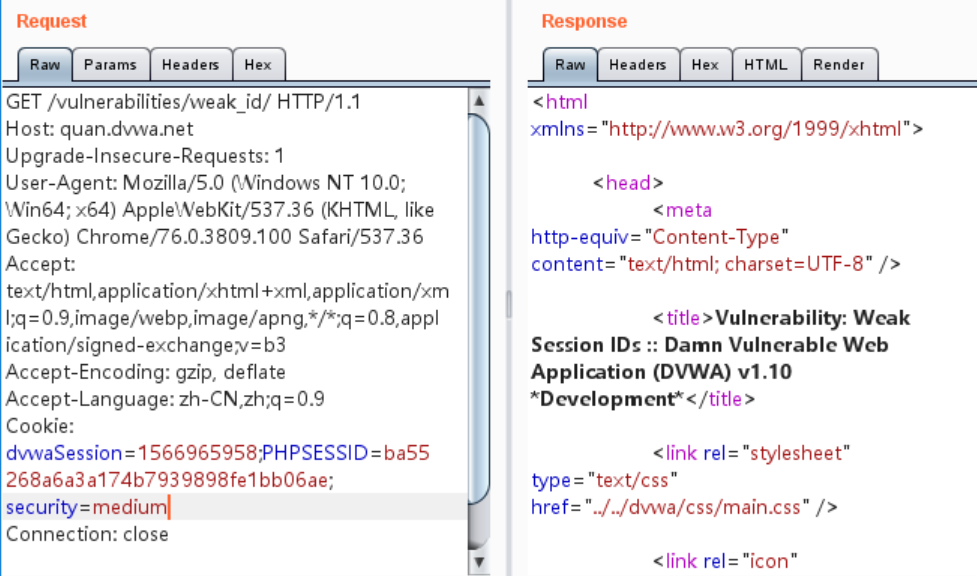 Request
Raw Params Headers Hex
GET /vulnerabilities/weak_id/ HTTP/1.1
Host: quan.dvwa.net
Upgrade-Insecure-Requests: 1
User-Agent: Mozilla/5.0 (Windows NT 10.0;
Win64; x64) AppleWebKit/537.36 (KHTML, like
Gecko) Chrome/76.0.3809.100 Safari/537.36
Accept:
text/html,application/xhtml+xml,application/xm
l;q=0.9,image/webp,image/apng,*/*;q=0.8,appl
ication/signed-exchange;v=b3
Accept-Encoding: gzip, deflate
Accept-Language: zh-CN,zh;q=0.9
Cookie:
dvwaSession=1566965958;PHPSESSID=ba55
268a6a3a174b7939898fe1bb06ae;
security=medium
Connection: close
Response
Raw Headers Hex HTML Render
<html
xmlns="http://www.w3.org/1999/xhtml">
<head>
<meta
http-equiv="Content-Type"
content="text/html; charset=UTF-8" />
<title>Vulnerability: Weak
Session IDs :: Damn Vulnerable Web
Application (DVWA) v1.10
*Development*</title>
<link rel="stylesheet"
type="text/css"
href="../../dvwa/css/main.css" />
<link rel="icon"